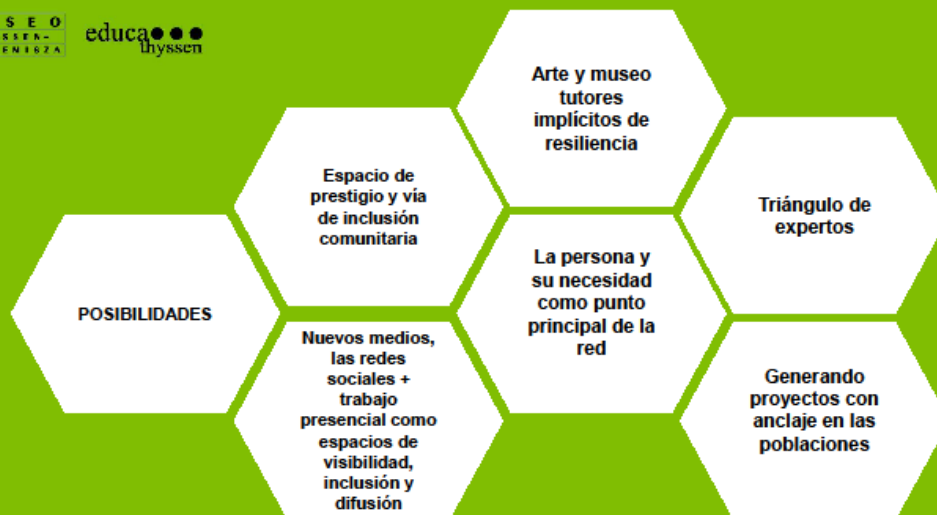 S E O
SSEN-
ENISZA
educa
thyssen
Arte y museo
tutores
implícitos de
resiliencia
Espacio de
prestigio y vía
de inclusión
comunitaria
Triángulo de
expertos
La persona y
su necesidad
como punto
principal de la
red
POSIBILIDADES
Nuevos medios,
las redes
sociales +
trabajo
presencial como
espacios de
visibilidad,
inclusión y
difusión
Generando
proyectos con
anclaje en las
poblaciones